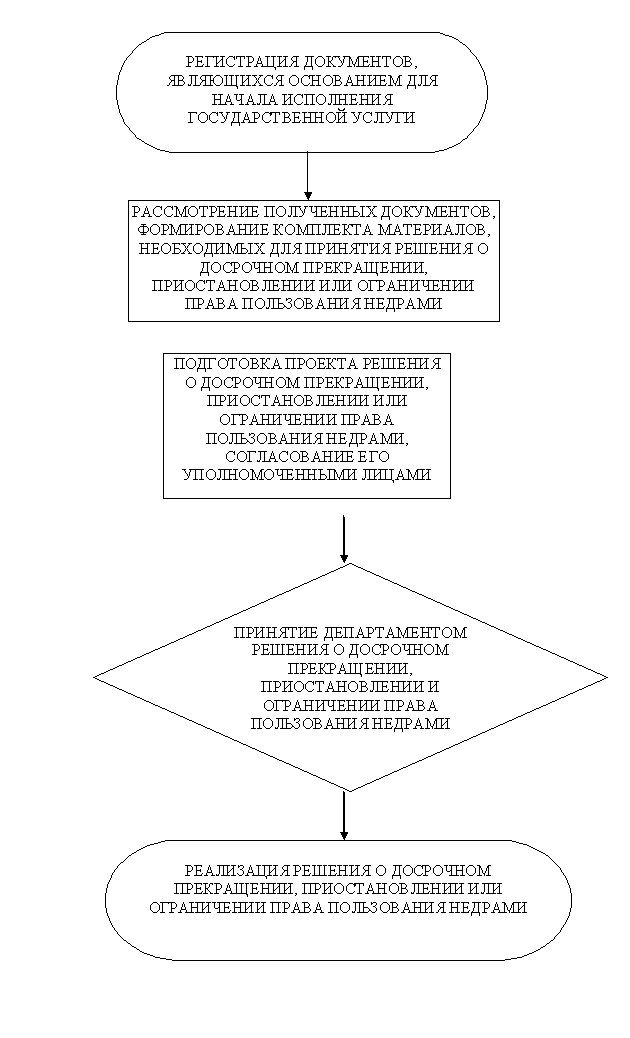 РЕГИСТРАЦИЯ ДОКУМЕНТОВ,
ЯВЛЯЮЩИХСЯ ОСНОВАНИЕМ ДЛЯ
НАЧАЛА ИСПОЛНЕНИЯ
ГОСУДАРСТВЕННОЙ УСЛУГИ
РАССМОТРЕНИЕ ПОЛУЧЕННЫХ ДОКУМЕНТОВ,
ФОРМИРОВАНИЕ КОМПЛЕКТА МАТЕРИАЛОВ,
НЕОБХОДИМЫХ ДЛЯ ПРИНЯТИЯ РЕШЕНИЯ О
ДОСРОЧНОМ ПРЕКРАЩЕНИИ,
ПРИОСТАНОВЛЕНИИ ИЛИ ОГРАНИЧЕНИИ
ПРАВА ПОЛЬЗОВАНИЯ НЕДРАМИ
ПОДГОТОВКА ПРОЕКТА РЕШЕНИЯ
О ДОСРОЧНОМ ПРЕКРАЩЕНИИ,
ПРИОСТАНОВЛЕНИИ ИЛИ
ОГРАНИЧЕНИИ ПРАВА
ПОЛЬЗОВАНИЯ НЕДРАМИ,
СОГЛАСОВАНИЕ ЕГО
УПОЛНОМОЧЕННЫМИ ЛИЦАМИ
ПРИНЯТИЕ ДЕПАРТАМЕНТОМ
РЕШЕНИЯ О ДОСРОЧНОМ
ПРЕКРАЩЕНИИ,
ПРИОСТАНОВЛЕНИИ И
ОГРАНИЧЕНИИ ПРАВА
ПОЛЬЗОВАНИЯ НЕДРАМИ
РЕАЛИЗАЦИЯ РЕШЕНИЯ О ДОСРОЧНОМ
ПРЕКРАЩЕНИИ, ПРИОСТАНОВЛЕНИИ ИЛИ
ОГРАНИЧЕНИИ ПРАВА ПОЛЬЗОВАНИЯ НЕДРАМИ